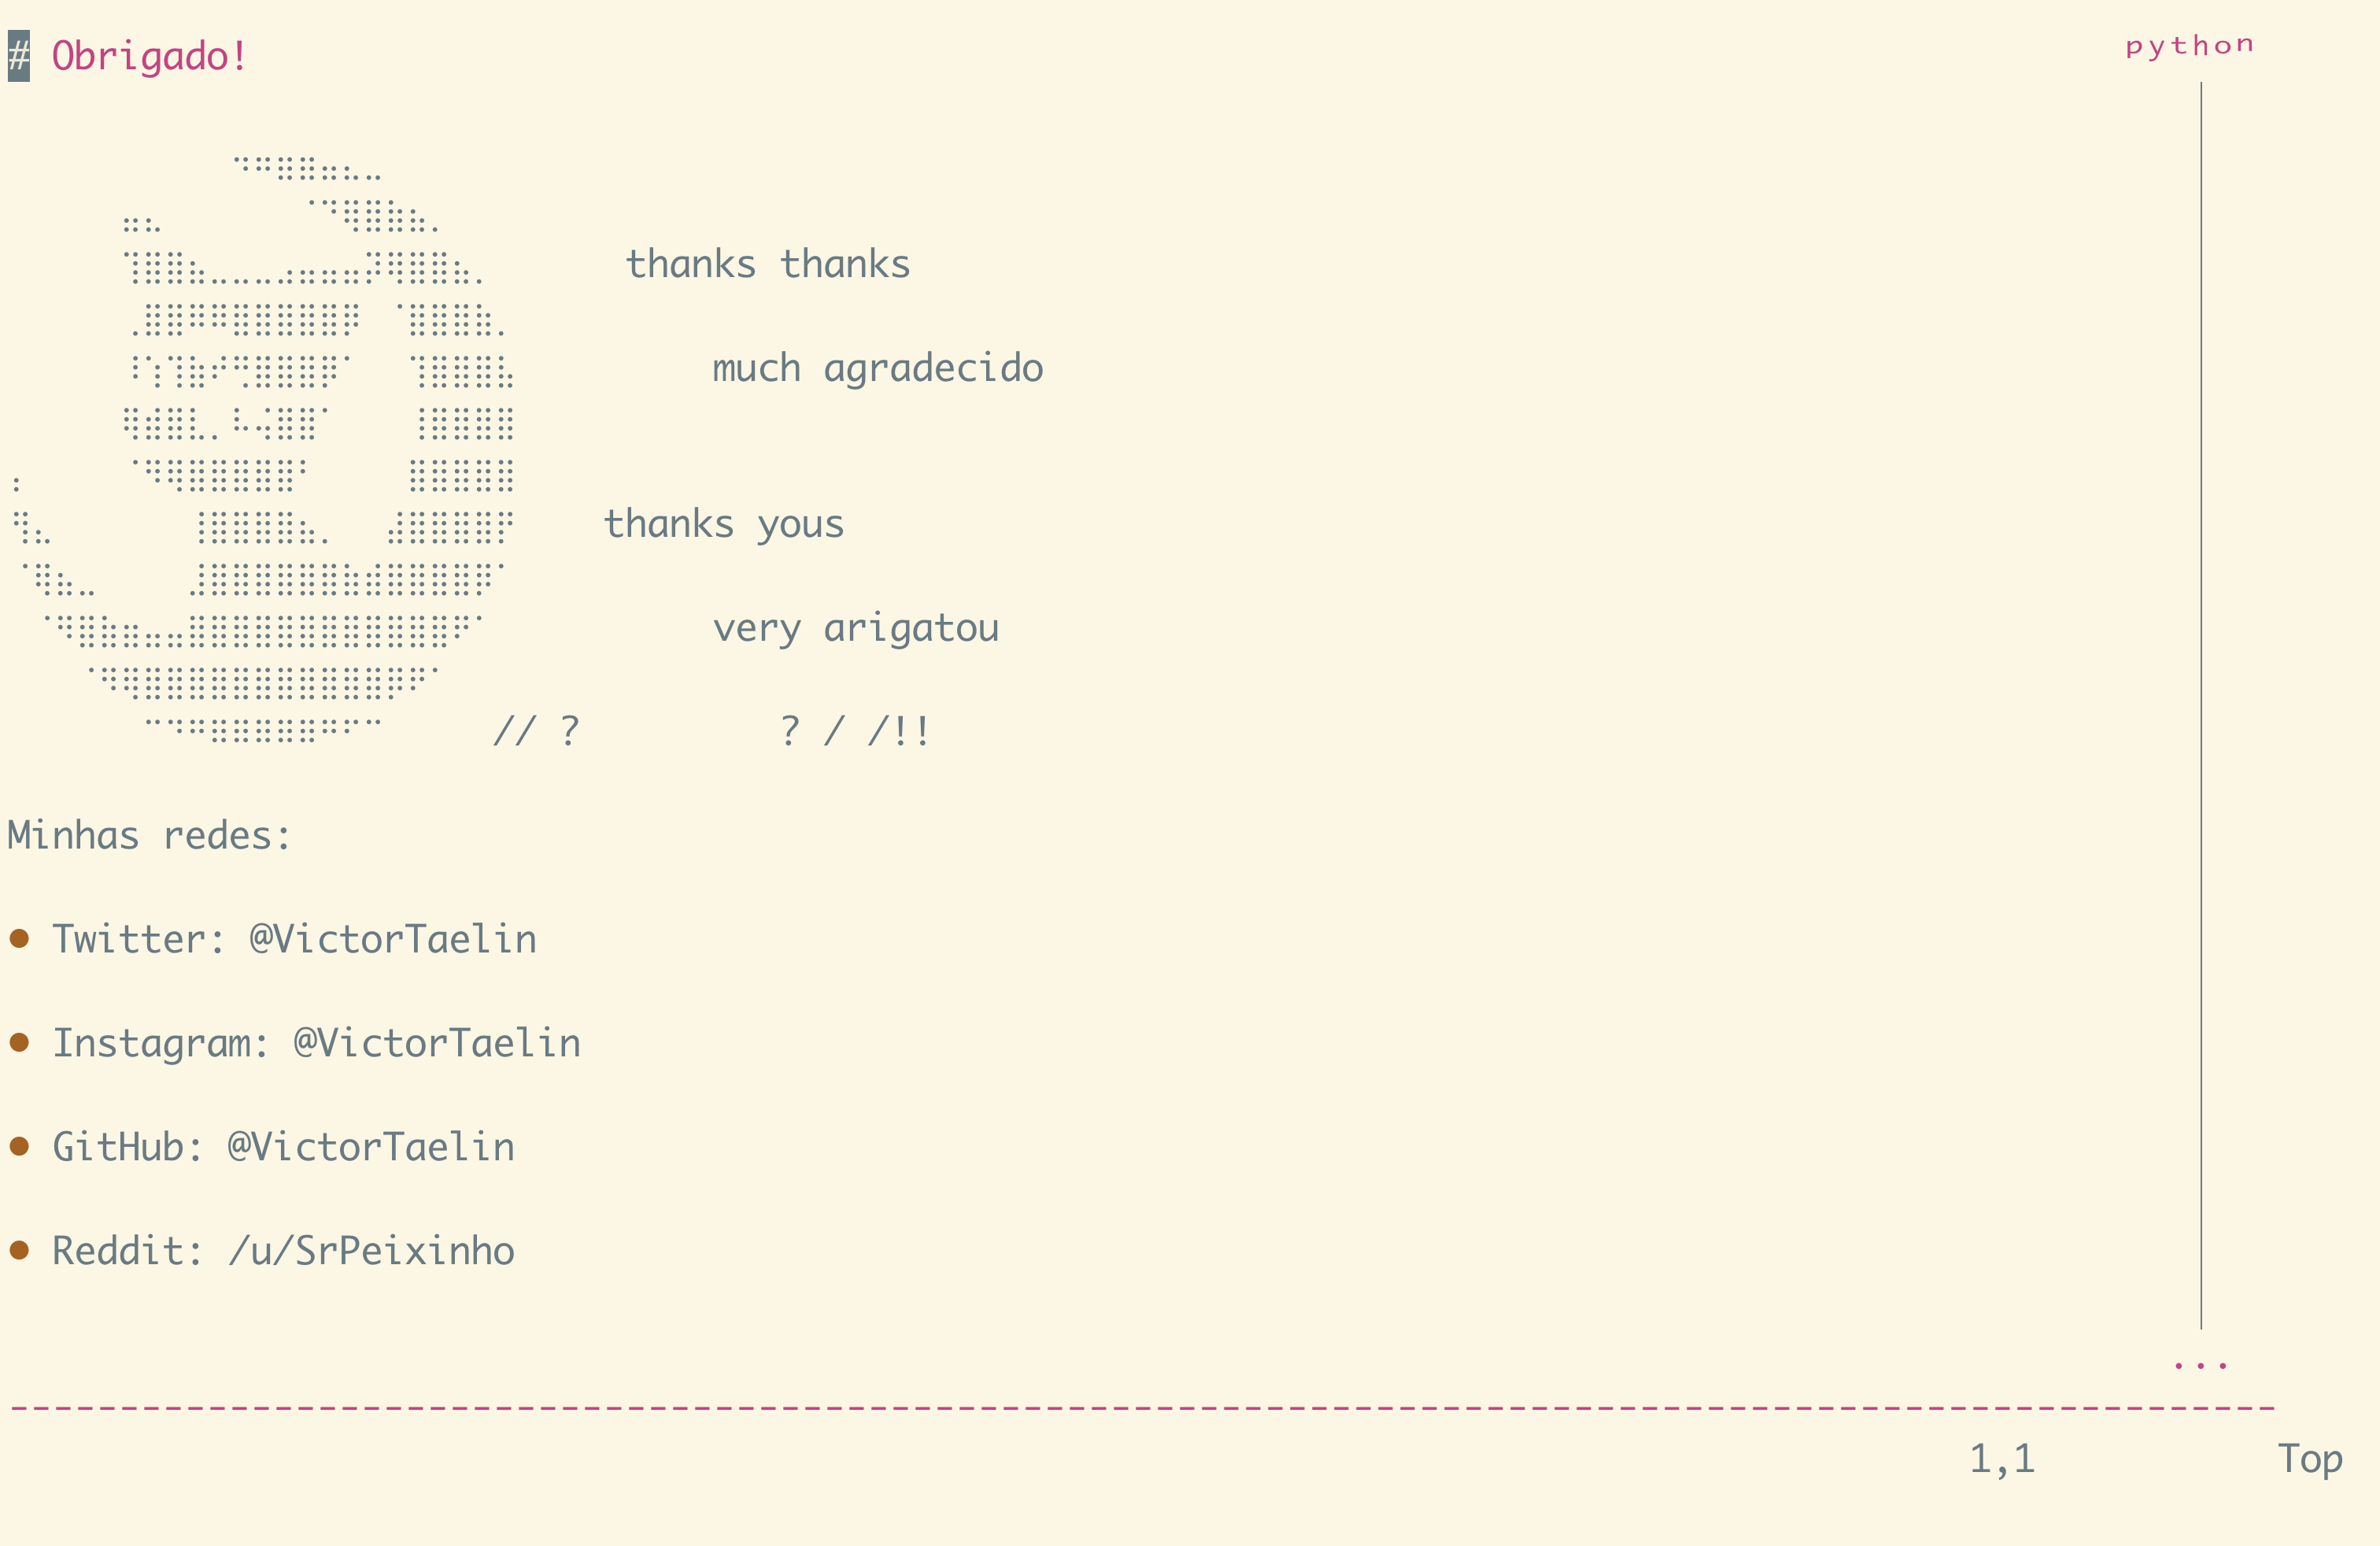 # Obrigado!
python
thanks thanks
much agradecido
thanks yous
very arigatou
// ? ? / /!!
Minhas redes:
● Twitter: @VictorTaelin
● Instagram: @VictorTaelin
● GitHub: @VictorTaelin
● Reddit: /u/SrPeixinho
...
1,1 Top